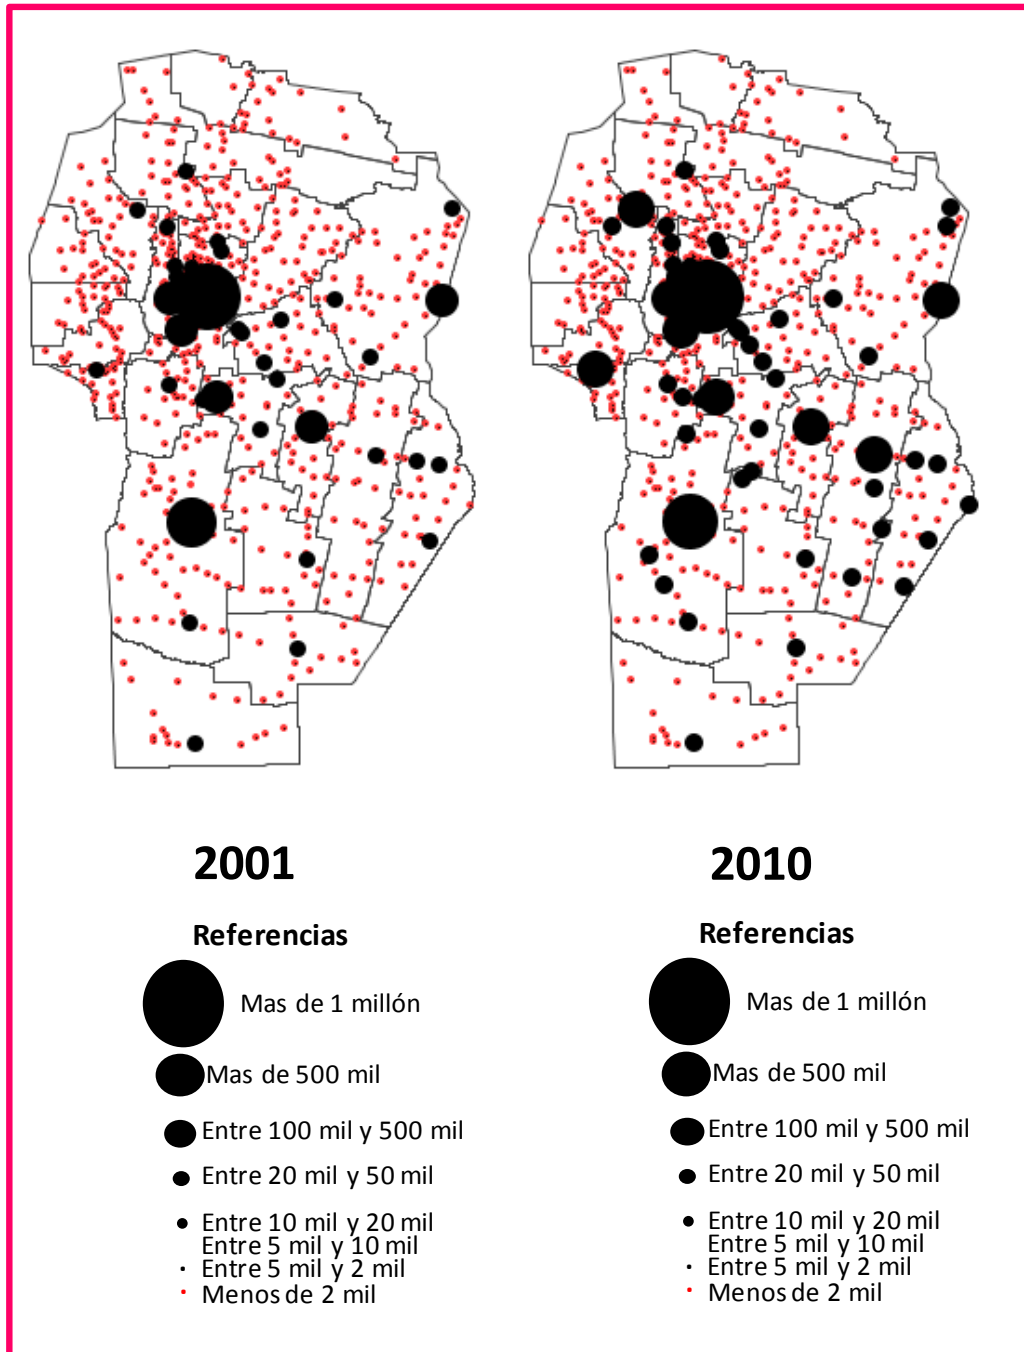 2001
Referencias
Mas de 1 millón
Mas de 500 mil
Entre 100 mil y 500 mil
Entre 20 mil y 50 mil
Entre 10 mil y 20 mil
Entre 5 mil y 10 mil
Entre 5 mil y 2 mil
Menos de 2 mil
2010
Referencias
Mas de 1 millón
Mas de 500 mil
Entre 100 mil y 500 mil
Entre 20 mil y 50 mil
Entre 10 mil y 20 mil
Entre 5 mil y 10 mil
Entre 5 mil y 2 mil
Menos de 2 mil